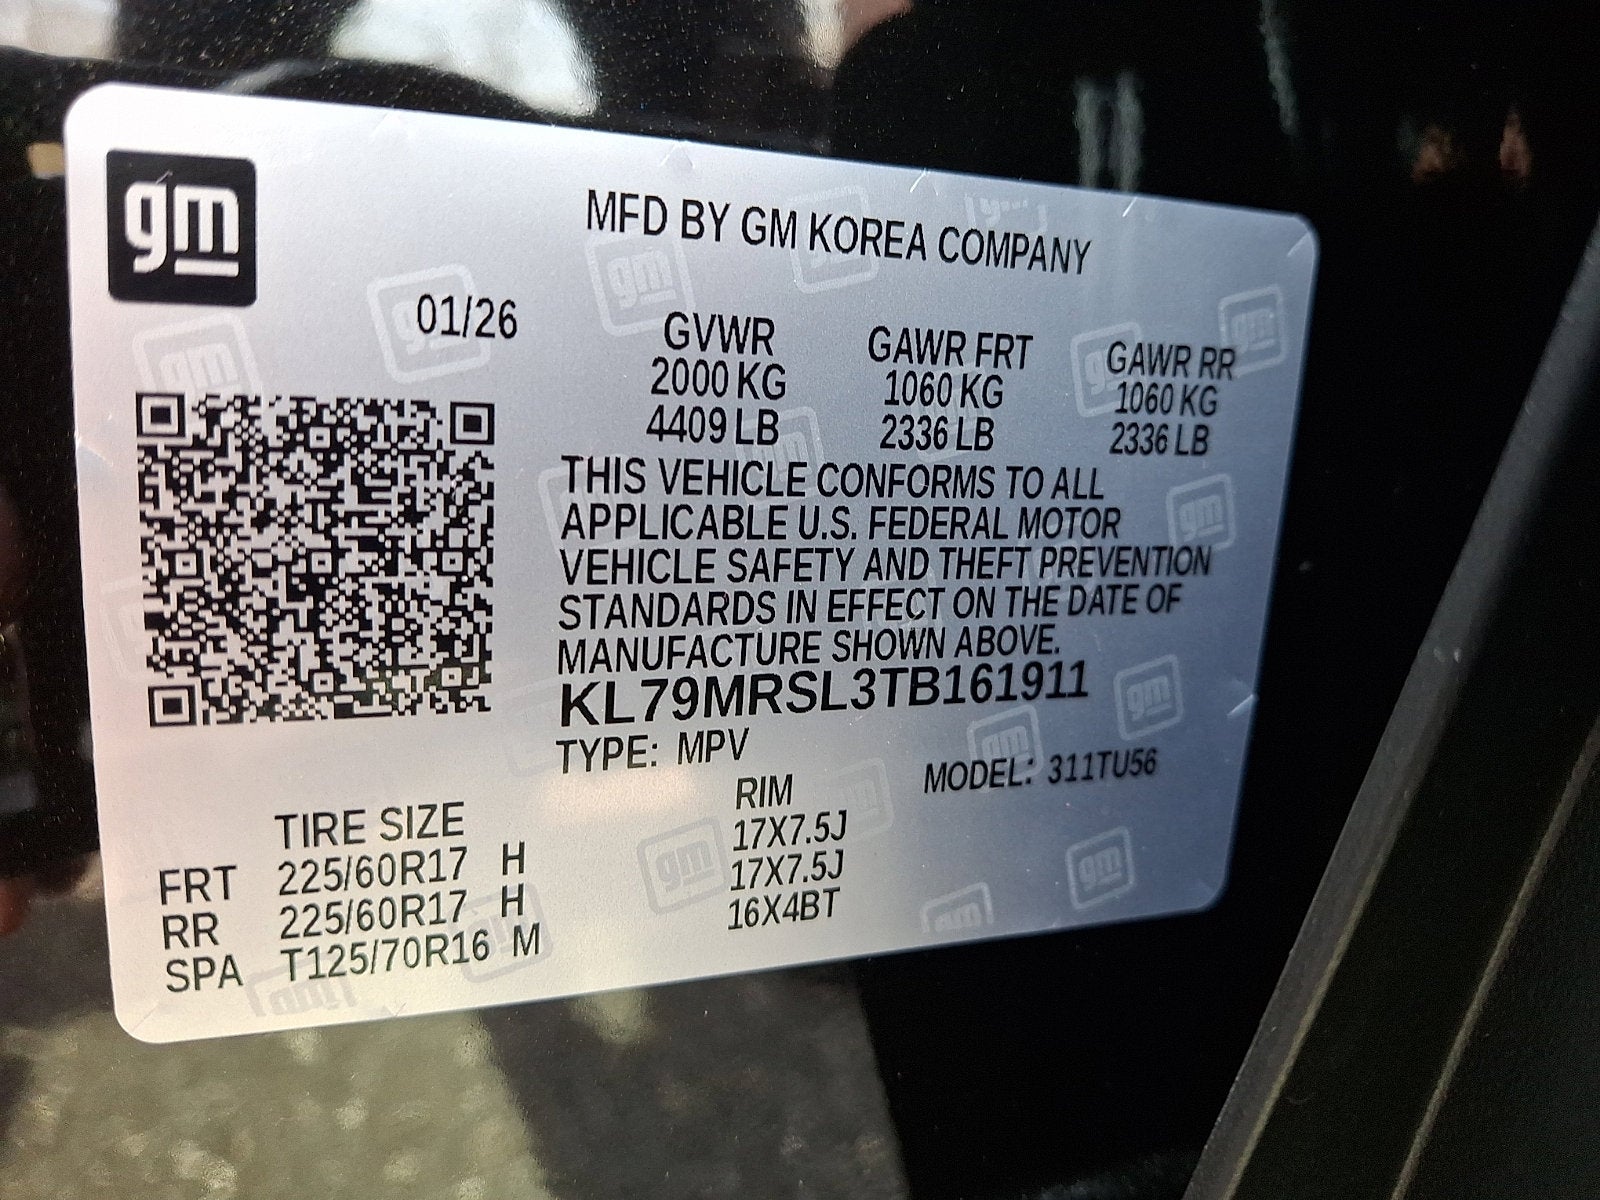 gm
MFD BY GM KOREA COMPANY
01/26
GVWR GAWR FRT GAWR RR
2000 KG 1060 KG 1060 KG
4409 LB 2336 LB 2336 LB
THIS VEHICLE CONFORMS TO ALL
APPLICABLE U.S. FEDERAL MOTOR
VEHICLE SAFETY AND THEFT PREVENTION
STANDARDS IN EFFECT ON THE DATE OF
MANUFACTURE SHOWN ABOVE.
KL79MRSL3TB161911
TYPE: MPV MODEL: 311TU56
TIRE SIZE RIM
FRT 225/60R17 H 17X7.5J
RR 225/60R17 H 17X7.5J
SPA T125/70R16 M 16X4BT